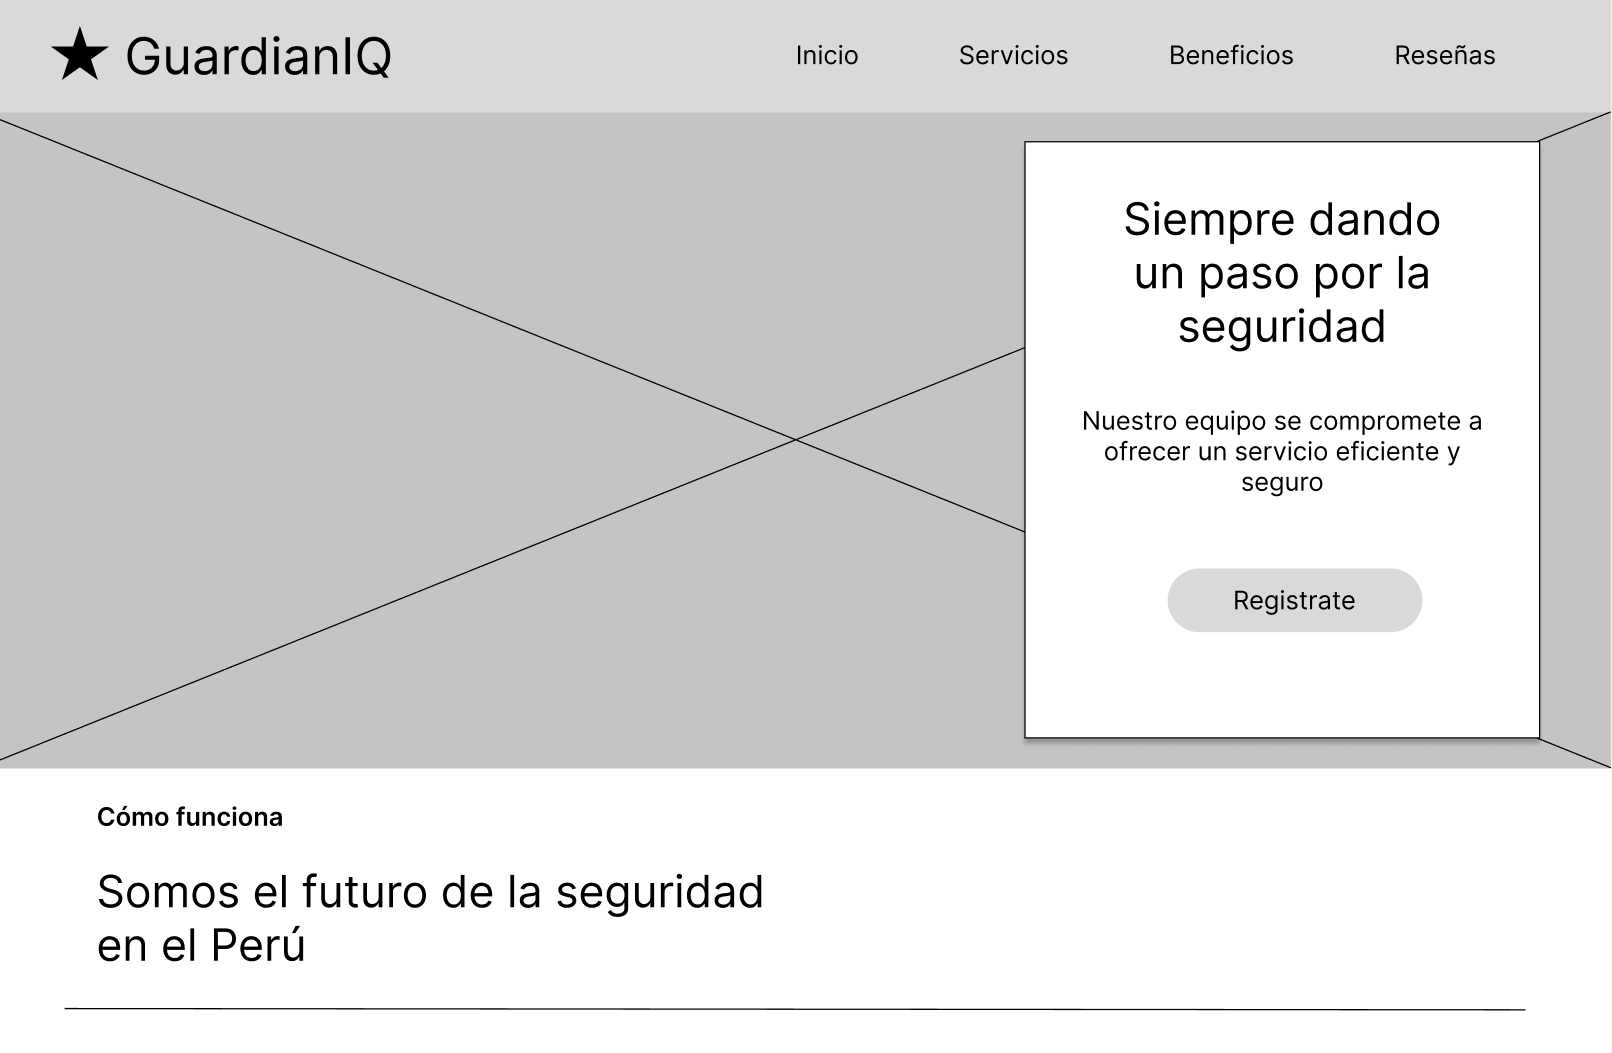 GuardianIQ
Inicio
Servicios
Beneficios
Reseñas
Siempre dando
un paso por la
seguridad
Nuestro equipo se compromete a
ofrecer un servicio eficiente y
seguro
Registrate
Cómo funciona
Somos el futuro de la seguridad
en el Perú